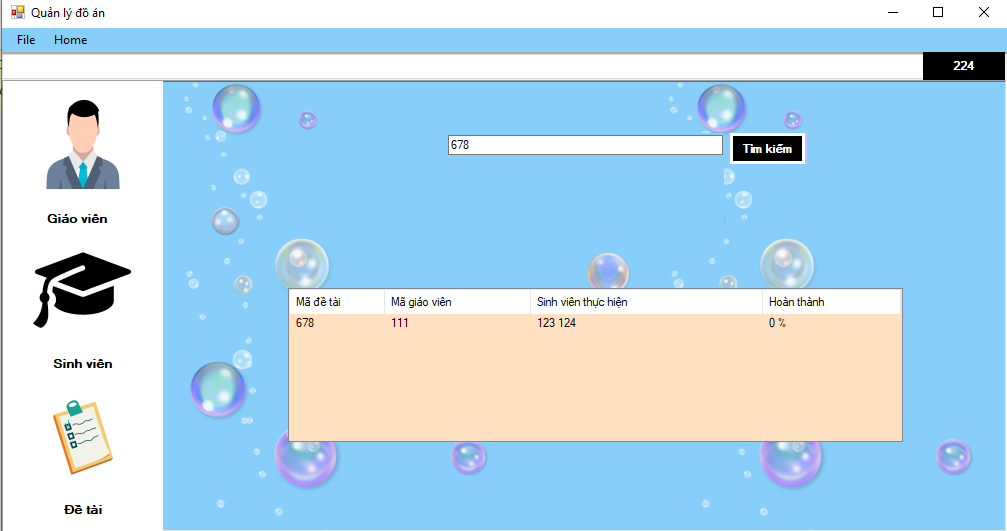 Quản lý đồ án
File Home
224
678 Tìm kiếm
Giáo viên
Mã đề tài Mã giáo viên Sinh viên thực hiện Hoàn thành
678 111 123 124 0 %
Sinh viên
Đề tài